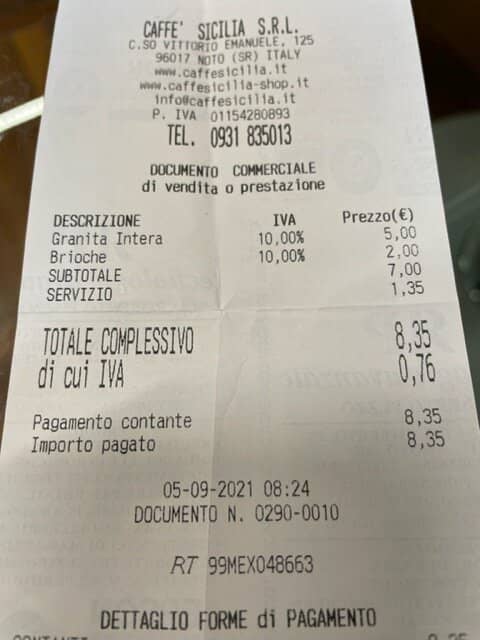 CAFFE' SICILIA S.R.L.
C.SO VITTORIO EMANUELE, 125
96017 NOTO (SR) ITALY
www.caffesicilia.it
www.caffesicilia-shop.it
info@caffesicilia.it
P. IVA 01154280893
TEL. 0931 835013
DOCUMENTO COMMERCIALE
di vendita o prestazione
DESCRIZIONE IVA Prezzo(€)
Granita Intera 10,00% 5,00
Brioche 10,00% 2,00
SUBTOTALE 7,00
SERVIZIO 1,35
TOTALE COMPLESSIVO 8,35
di cui IVA 0,76
Pagamento contante 8,35
Importo pagato 8,35
05-09-2021 08:24
DOCUMENTO N. 0290-0010
RT 99MEX048663
DETTAGLIO FORME di PAGAMENTO